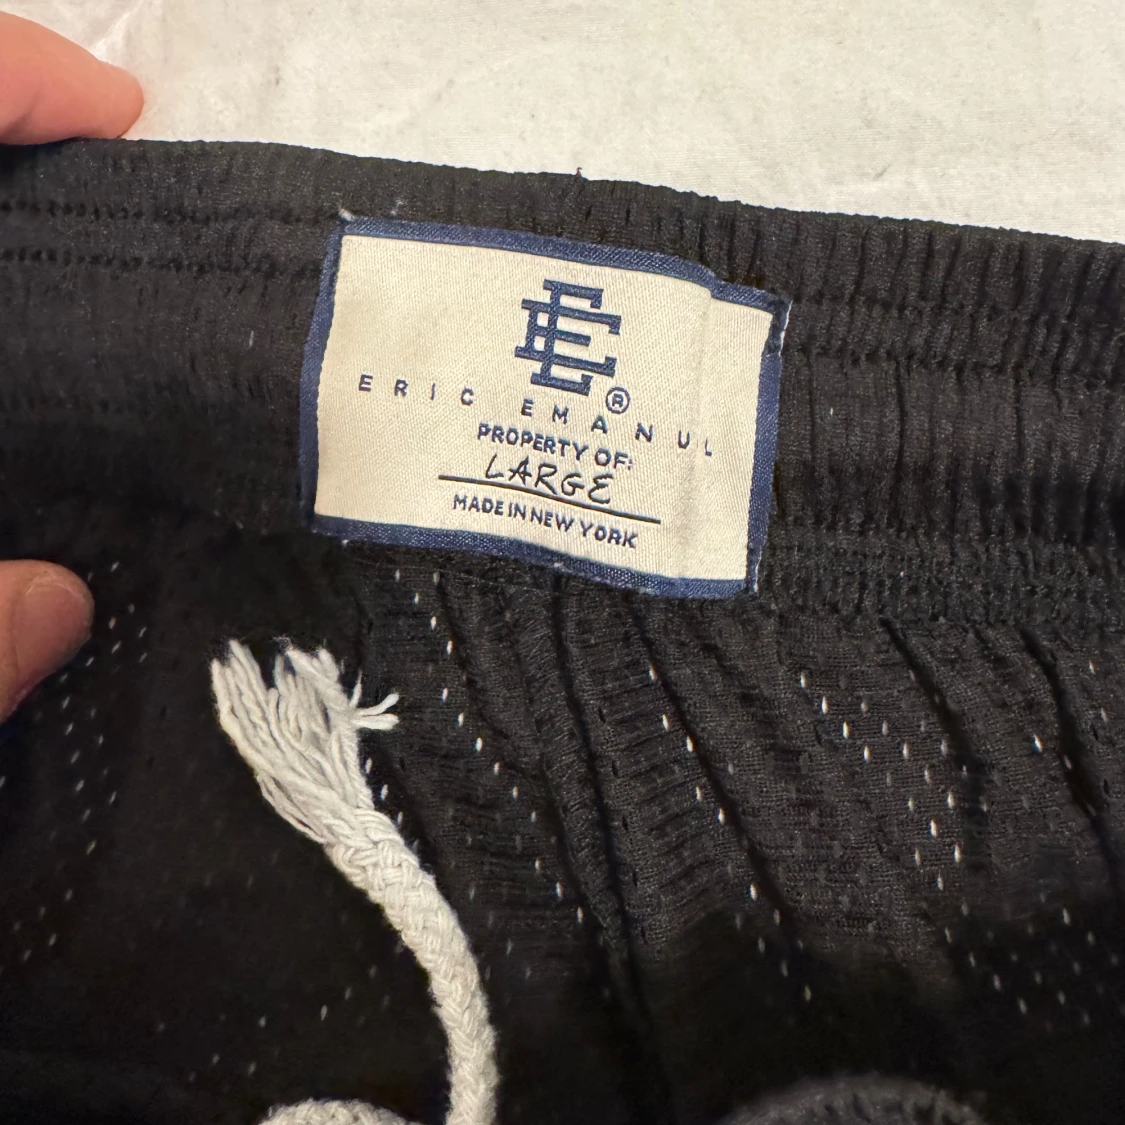 EE®
ERIC EMANUL
PROPERTY OF:
LARGE
MADE IN NEW YORK